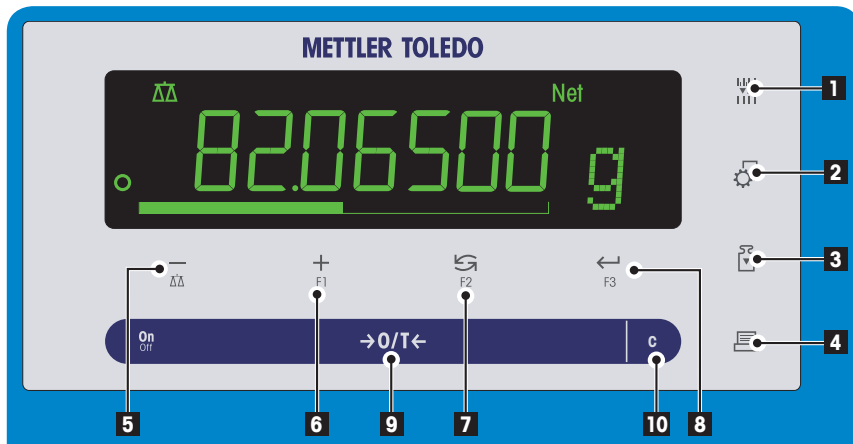 METTLER TOLEDO
Net
82.06500 g
1
2
3
4
F1
F2
F3
On
Off
→0/T←
C
5
6
9
7
10
8